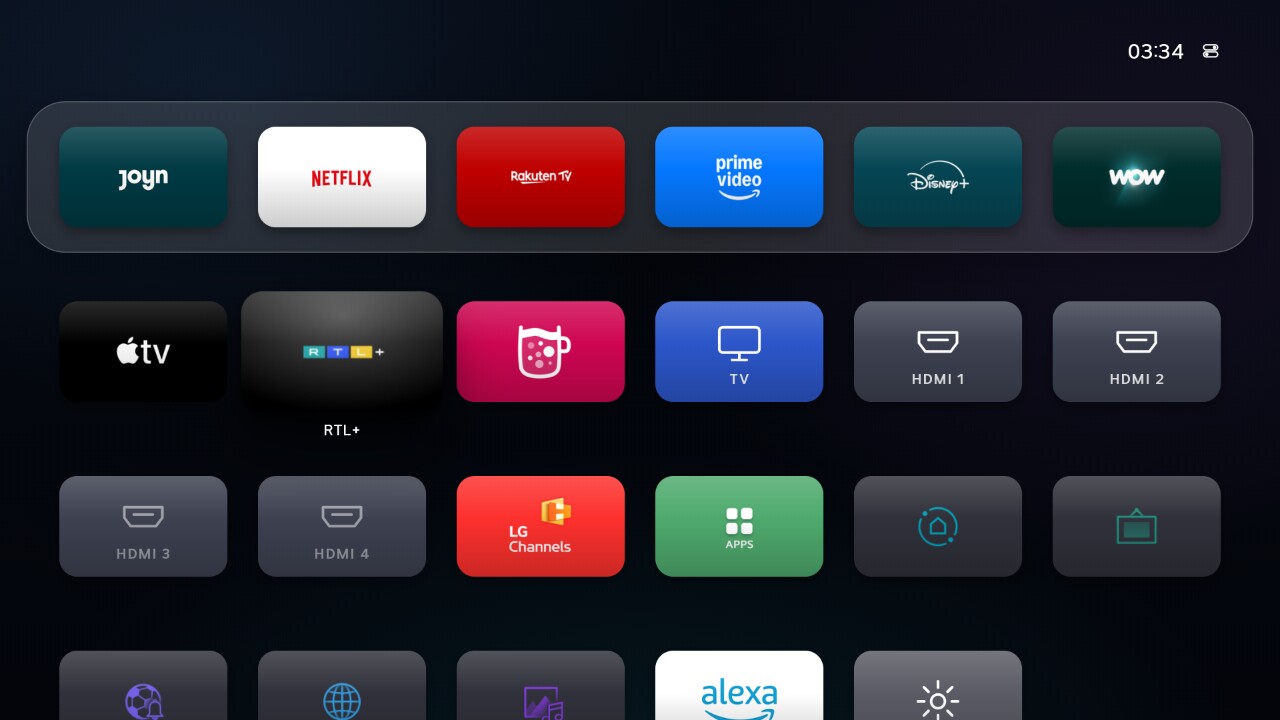 03:34
joyn
NETFLIX
Rakuten TV
prime
video
Disney+
WOW
tv
RTL+
TV
HDMI 1
HDMI 2
RTL+
HDMI 3
HDMI 4
LG
Channels
APPS
alexa